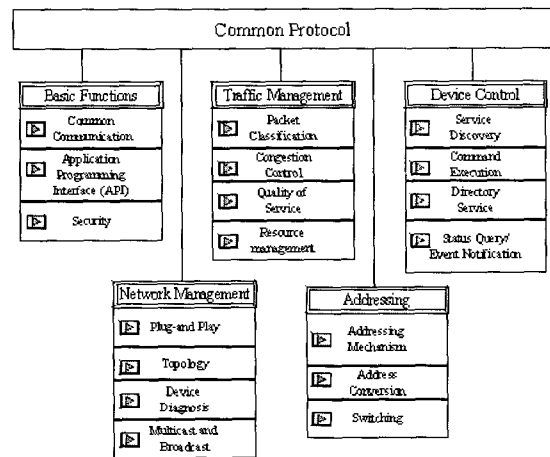 Common Protocol
Basic Functions
Common
Communication
Application
Programming
Interface (API)
Security
Traffic Management
Packet
Classification
Congestion
Control
Quality of
Service
Resource
management
Device Control
Service
Discovery
Command
Execution
Directory
Service
Status Query/
Event Notification
Network Management
Plug-and Play
Topology
Device
Diagnosis
Multicast and
Broadcast
Addressing
Addressing
Mechanism
Address
Conversion
Switching